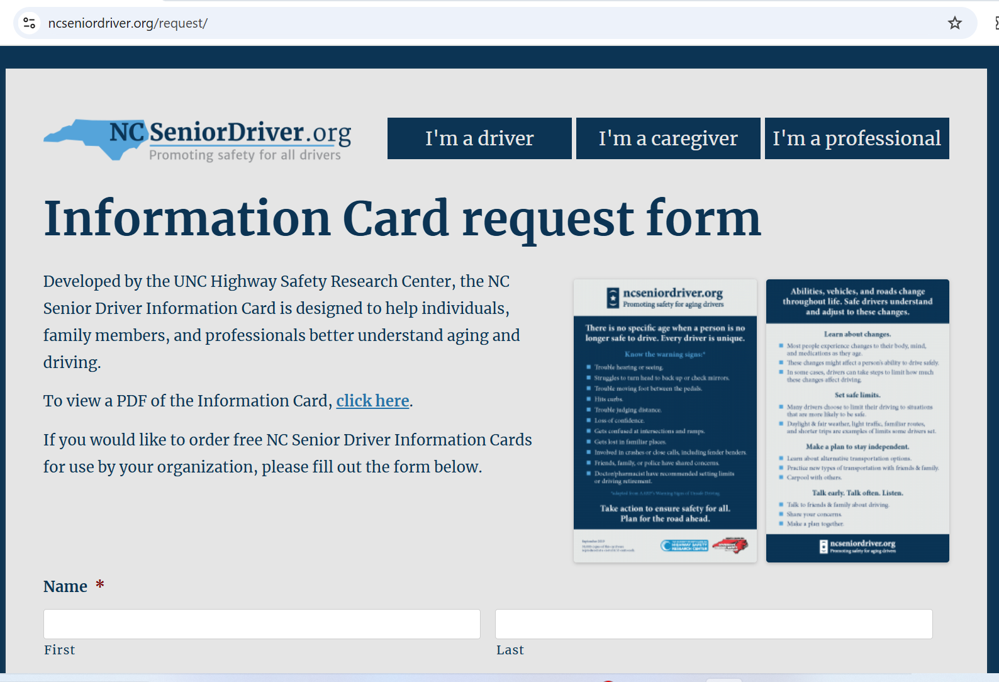 ncseniordriver.org/request/
NC SeniorDriver.org
Promoting safety for all drivers
I'm a driver
I'm a caregiver
I'm a professional
Information Card request form
Developed by the UNC Highway Safety Research Center, the NC
Senior Driver Information Card is designed to help individuals,
family members, and professionals better understand aging and
driving.
To view a PDF of the Information Card, click here.
If you would like to order free NC Senior Driver Information Cards
for use by your organization, please fill out the form below.
ncseniordriver.org
Promoting safety for aging drivers
There is no specific age when a person is no
longer safe to drive. Every driver is unique.
Know the warning signs:*
Trouble hearing or seeing.
Struggles to turn head to back up or check mirrors.
Trouble moving foot between the pedals.
Hits curbs.
Trouble judging distance.
Loss of confidence.
Gets confused at intersections and ramps.
Gets lost in familiar places.
Involved in crashes or close calls, including fender benders.
Friends, family, or police have shared concerns.
Doctor/pharmacist have recommended setting limits
or driving retirement.
*adapted from AARP's Warning Signs of Unsafe Driving
Take action to ensure safety for all.
Plan for the road ahead.
September 2019
HIGHWAY SAFETY
RESEARCH CENTER
Abilities, vehicles, and roads change
throughout life. Safe drivers understand
and adjust to these changes.
Learn about changes.
Most people experience changes to their body, mind,
and medications as they age.
These changes might affect a person's ability to drive safely.
In some cases, drivers can take steps to limit how much
these changes affect driving.
Set safe limits.
Many drivers choose to limit their driving to situations
that are more likely to be safe.
Daylight & fair weather, light traffic, familiar routes,
and shorter trips are examples of limits some drivers set.
Make a plan to stay independent.
Learn about alternative transportation options.
Practice new types of transportation with friends & family.
Carpool with others.
Talk early. Talk often. Listen.
Talk to friends & family about driving.
Share your concerns.
Make a plan together.
ncseniordriver.org
Promoting safety for aging drivers
Name *
First
Last